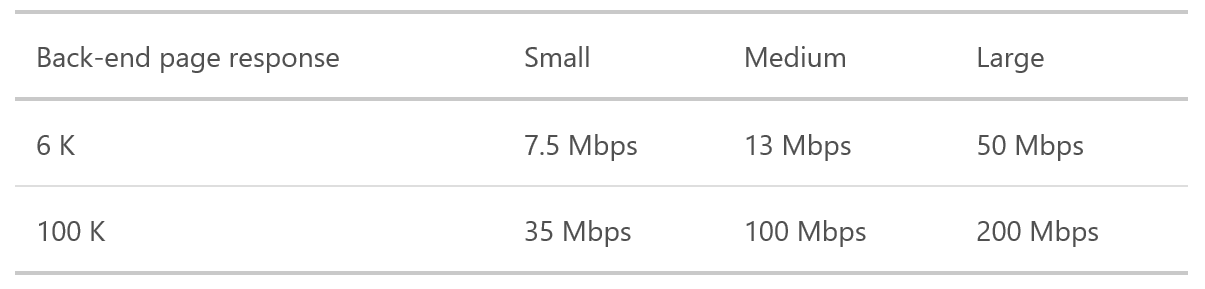 Back-end page response Small Medium Large
6 K 7.5 Mbps 13 Mbps 50 Mbps
100 K 35 Mbps 100 Mbps 200 Mbps